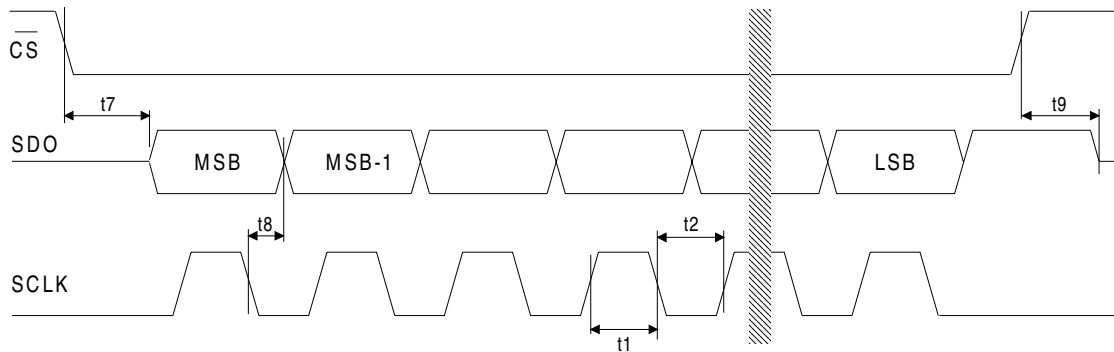 CS
t7
t9
SDO
MSB
MSB-1
LSB
t8
t2
SCLK
t1